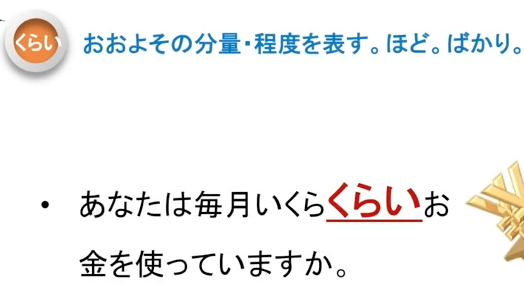 くらい
おおよその分量・程度を表す。ほど。ばかり。
• あなたは毎月いくらくらいお
金を使っていますか。